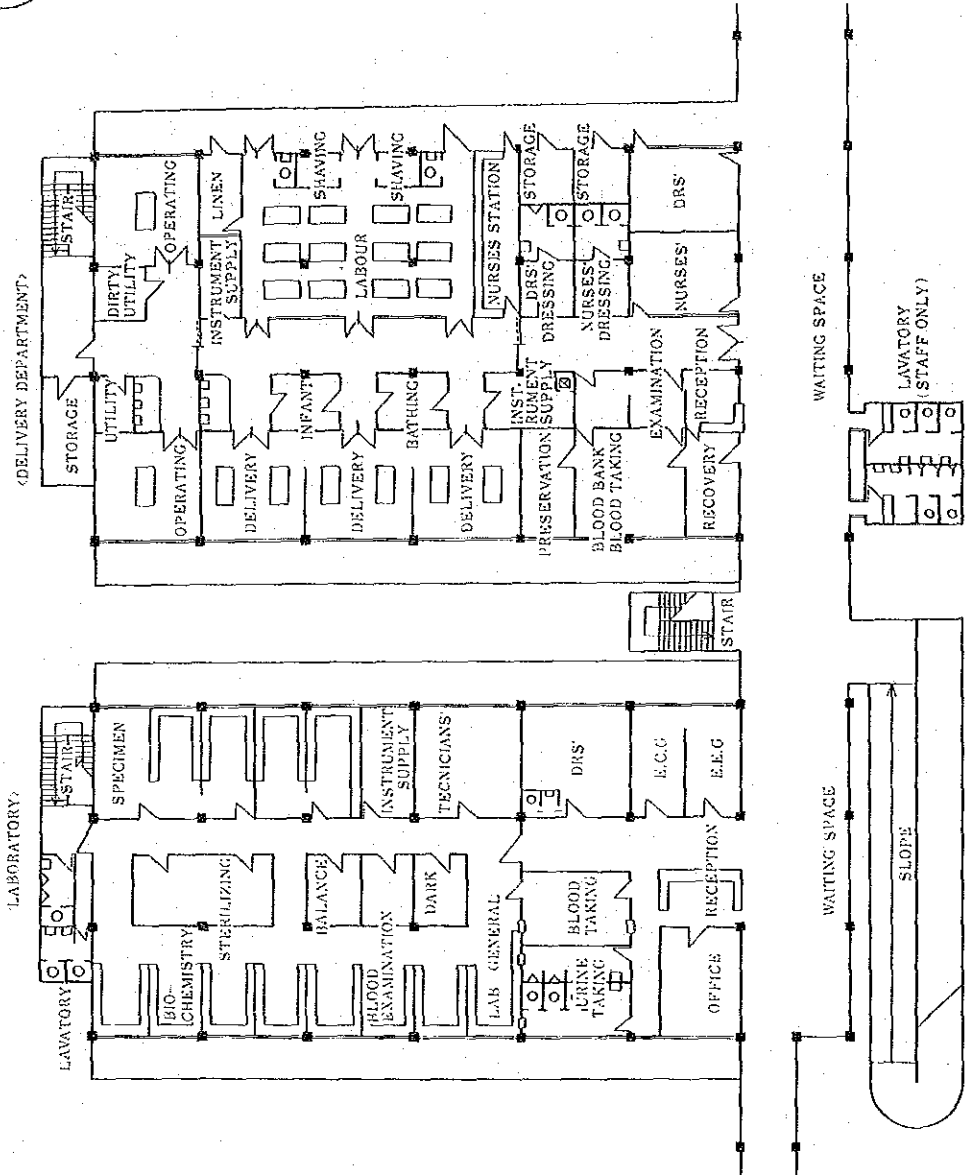 <LABORATORY>
STAIR
LAVATORY
SPECIMEN
BIO-
CHEMISTRY
STERILIZING
BALANCE
BLOOD
EXAMINATION
INSTRUMENT
SUPPLY
DARK
TECNICIANS'
LAB GENERAL
DRS'
BLOOD
TAKING
URINE
TAKING
E.C.G
E.E.G
RECEPTION
OFFICE
WAITING SPACE
SLOPE
STAIR
<DELIVERY DEPARTMENT>
STAIR
STORAGE
DIRTY
UTILITY
OPERATING
UTILITY
OPERATING
LINEN
INSTRUMENT
SUPPLY
DELIVERY
INFANT
SHAVING
LABOUR
DELIVERY
BATHING
SHAVING
DELIVERY
NURSES STATION
INST-
RUMENT
SUPPLY
PRESERVATION
DRS'
DRESSING
STORAGE
BLOOD BANK
BLOOD TAKING
NURSES'
DRESSING
STORAGE
EXAMINATION
RECOVERY
RECEPTION
NURSES'
DRS'
WAITING SPACE
LAVATORY
(STAFF ONLY)